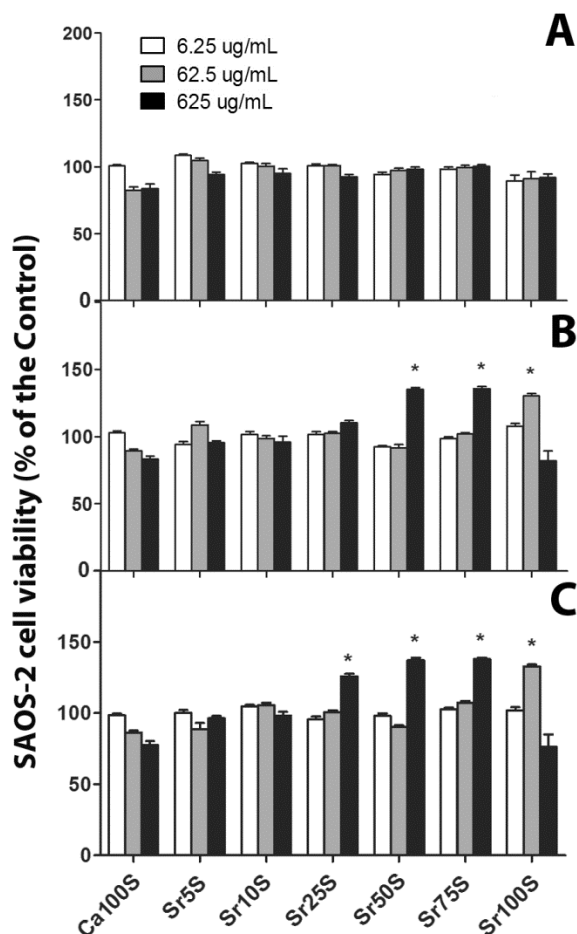 A
6.25 ug/mL
62.5 ug/mL
625 ug/mL
200
150
100
50
0
B
150
100
50
0
* * *
C
150
100
50
0
* * * *
SAOS-2 cell viability (% of the Control)
Ca100S Sr5S Sr10S Sr25S Sr50S Sr75S Sr100S